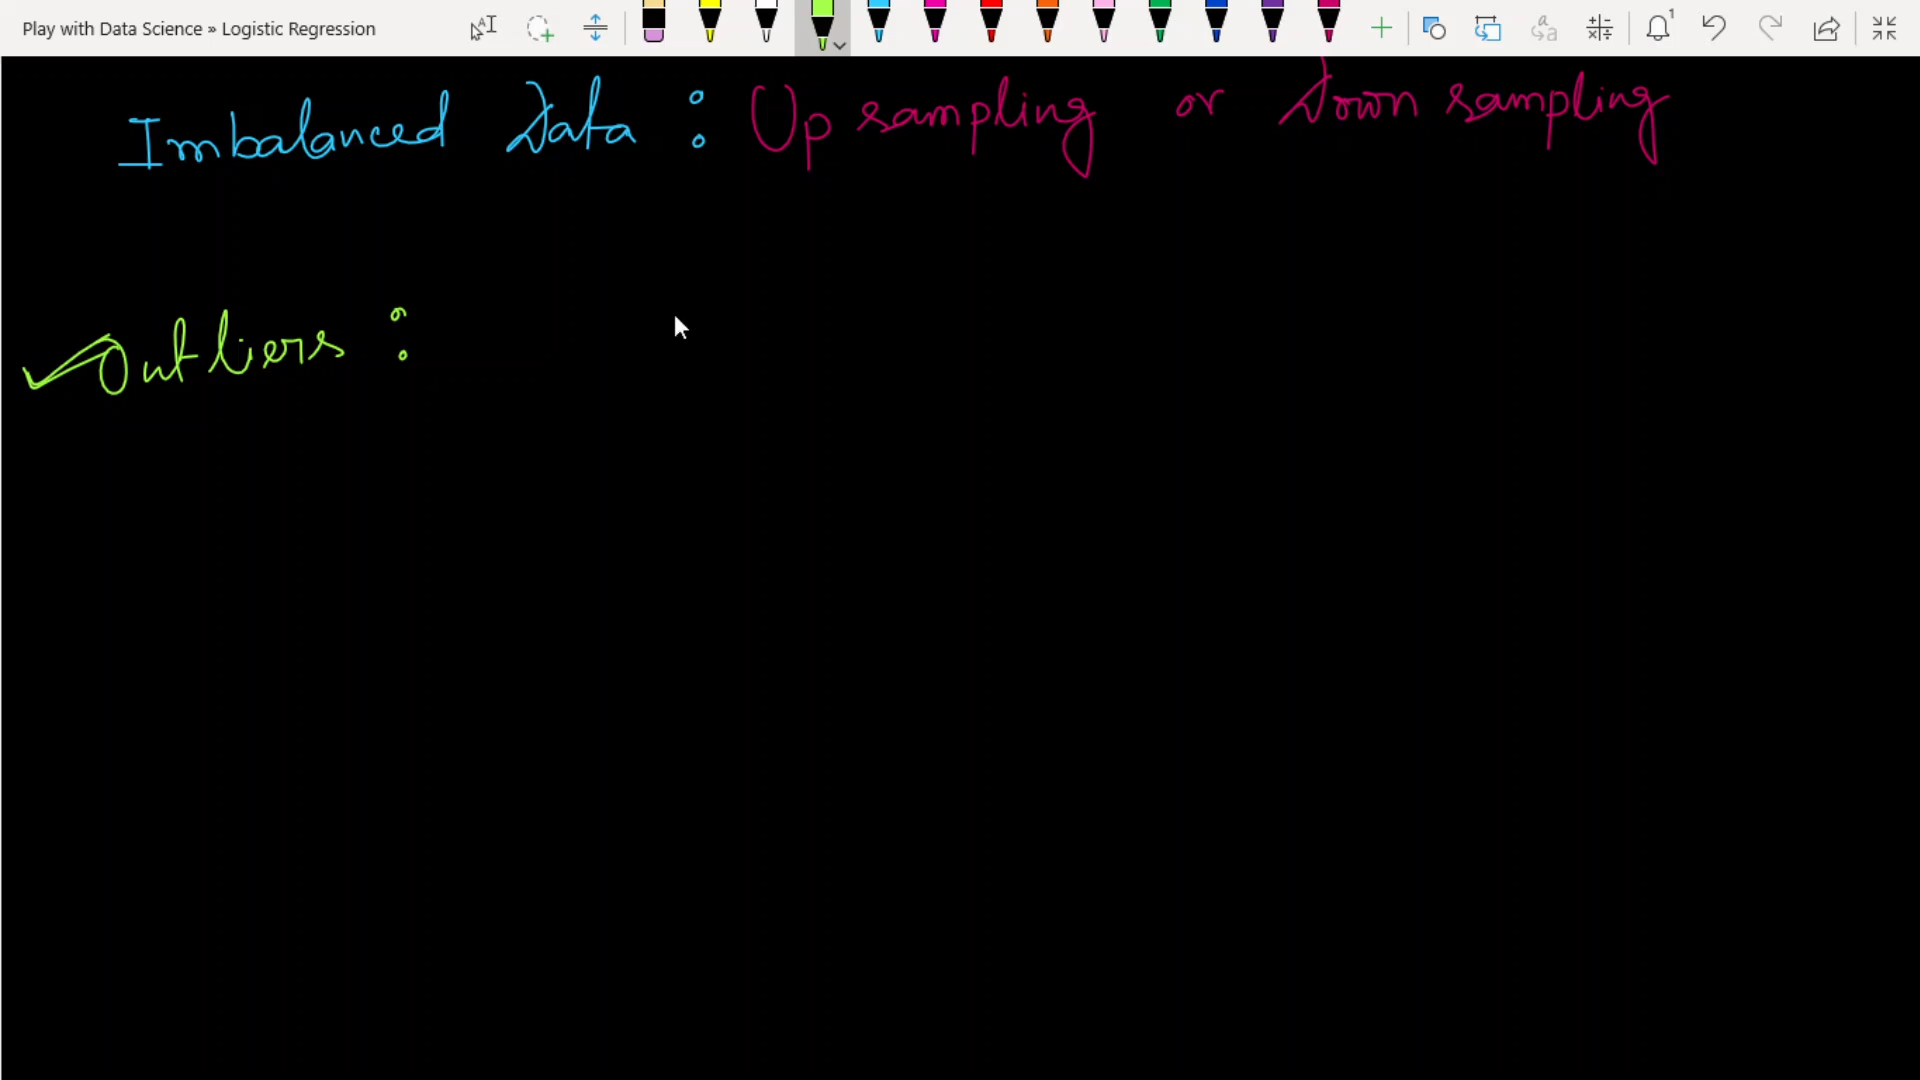 Play with Data Science » Logistic Regression
Imbalanced Data : Up sampling or Down sampling
Outliers :